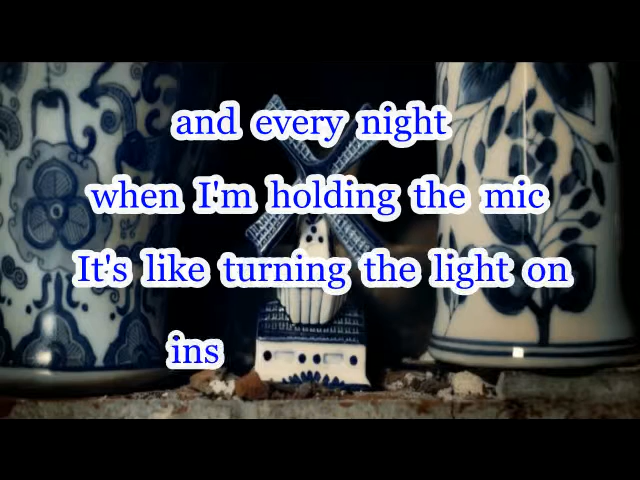 and every night
when I'm holding the mic
It's like turning the light on
ins